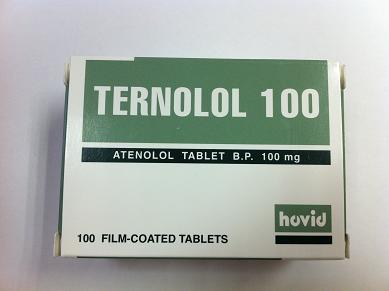 TERNOLOL 100
ATENOLOL TABLET B.P. 100 mg
hovid
100 FILM-COATED TABLETS